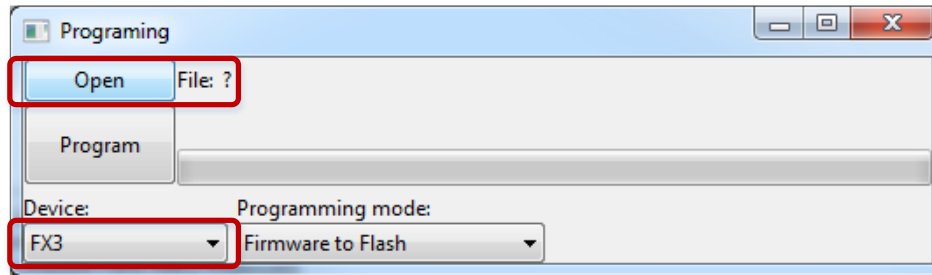 Programing
Open File: ?
Program
Device: Programming mode:
FX3 Firmware to Flash